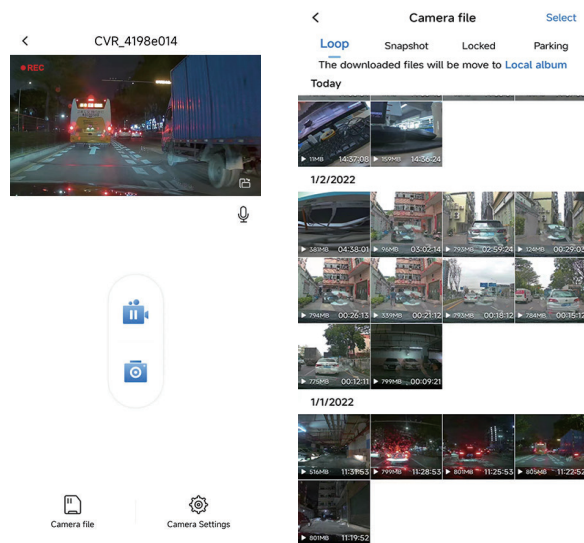 CVR_4198e014
REC
Camera file
Camera Settings
Camera file
Select
Loop
Snapshot
Locked
Parking
The downloaded files will be move to Local album
Today
11MB 14:37:08
159MB 14:36:24
1/2/2022
381MB 04:38:01
96MB 03:02:14
793MB 02:59:24
124MB 00:29:03
794MB 00:26:13
339MB 00:21:12
793MB 00:18:12
784MB 00:15:12
775MB 00:12:11
799MB 00:09:21
1/1/2022
516MB 11:31:53
799MB 11:28:53
801MB 11:25:53
805MB 11:22:52
801MB 11:19:52